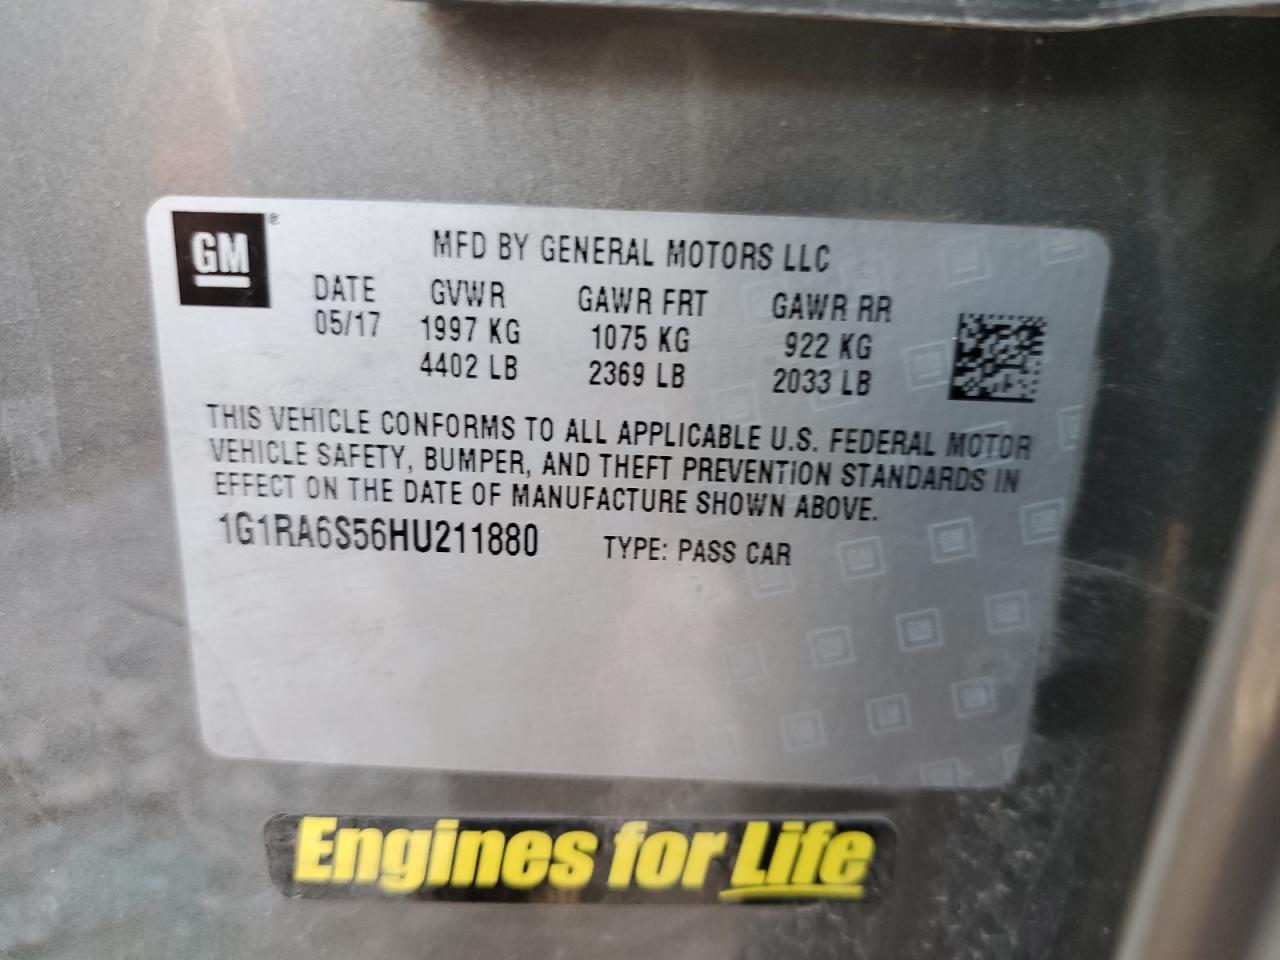 GM ®
MFD BY GENERAL MOTORS LLC
DATE GVWR GAWR FRT GAWR RR
05/17 1997 KG 1075 KG 922 KG
4402 LB 2369 LB 2033 LB
THIS VEHICLE CONFORMS TO ALL APPLICABLE U.S. FEDERAL MOTOR
VEHICLE SAFETY, BUMPER, AND THEFT PREVENTION STANDARDS IN
EFFECT ON THE DATE OF MANUFACTURE SHOWN ABOVE.
1G1RA6S56HU211880 TYPE: PASS CAR
Engines for Life